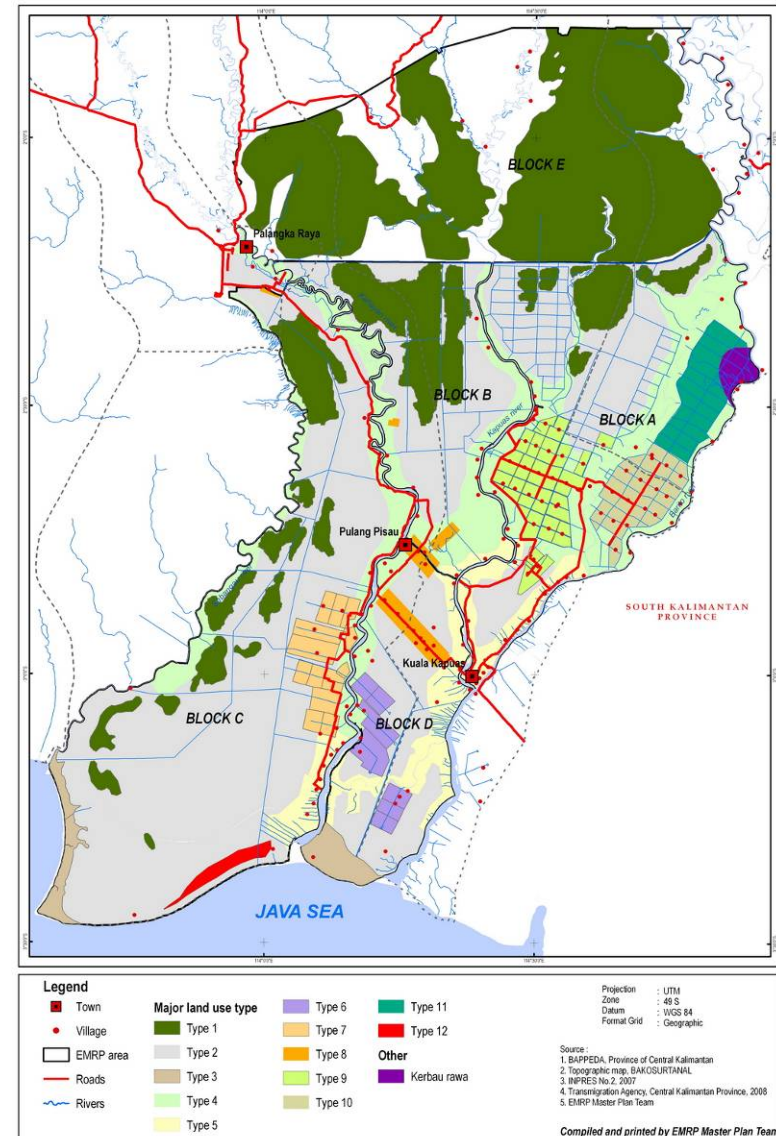 BLOCK E
Palangka Raya
BLOCK B
BLOCK A
Kapuas river
Pulang Pisau
SOUTH KALIMANTAN
PROVINCE
Kuala Kapuas
BLOCK C
BLOCK D
JAVA SEA
Legend
Town
Village
EMRP area
Roads
Rivers
Major land use type
Type 1
Type 2
Type 3
Type 4
Type 5
Type 6
Type 7
Type 8
Type 9
Type 10
Type 11
Type 12
Other
Kerbau rawa
Projection : UTM
Zone : 49 S
Datum : WGS 84
Format Grid : Geographic
Source :
1. BAPPEDA, Province of Central Kalimantan
2. Topographic map, BAKOSURTANAL
3. INPRES No.2, 2007
4. Transmigration Agency, Central Kalimantan Province, 2008
5. EMRP Master Plan Team
Compiled and printed by EMRP Master Plan Team